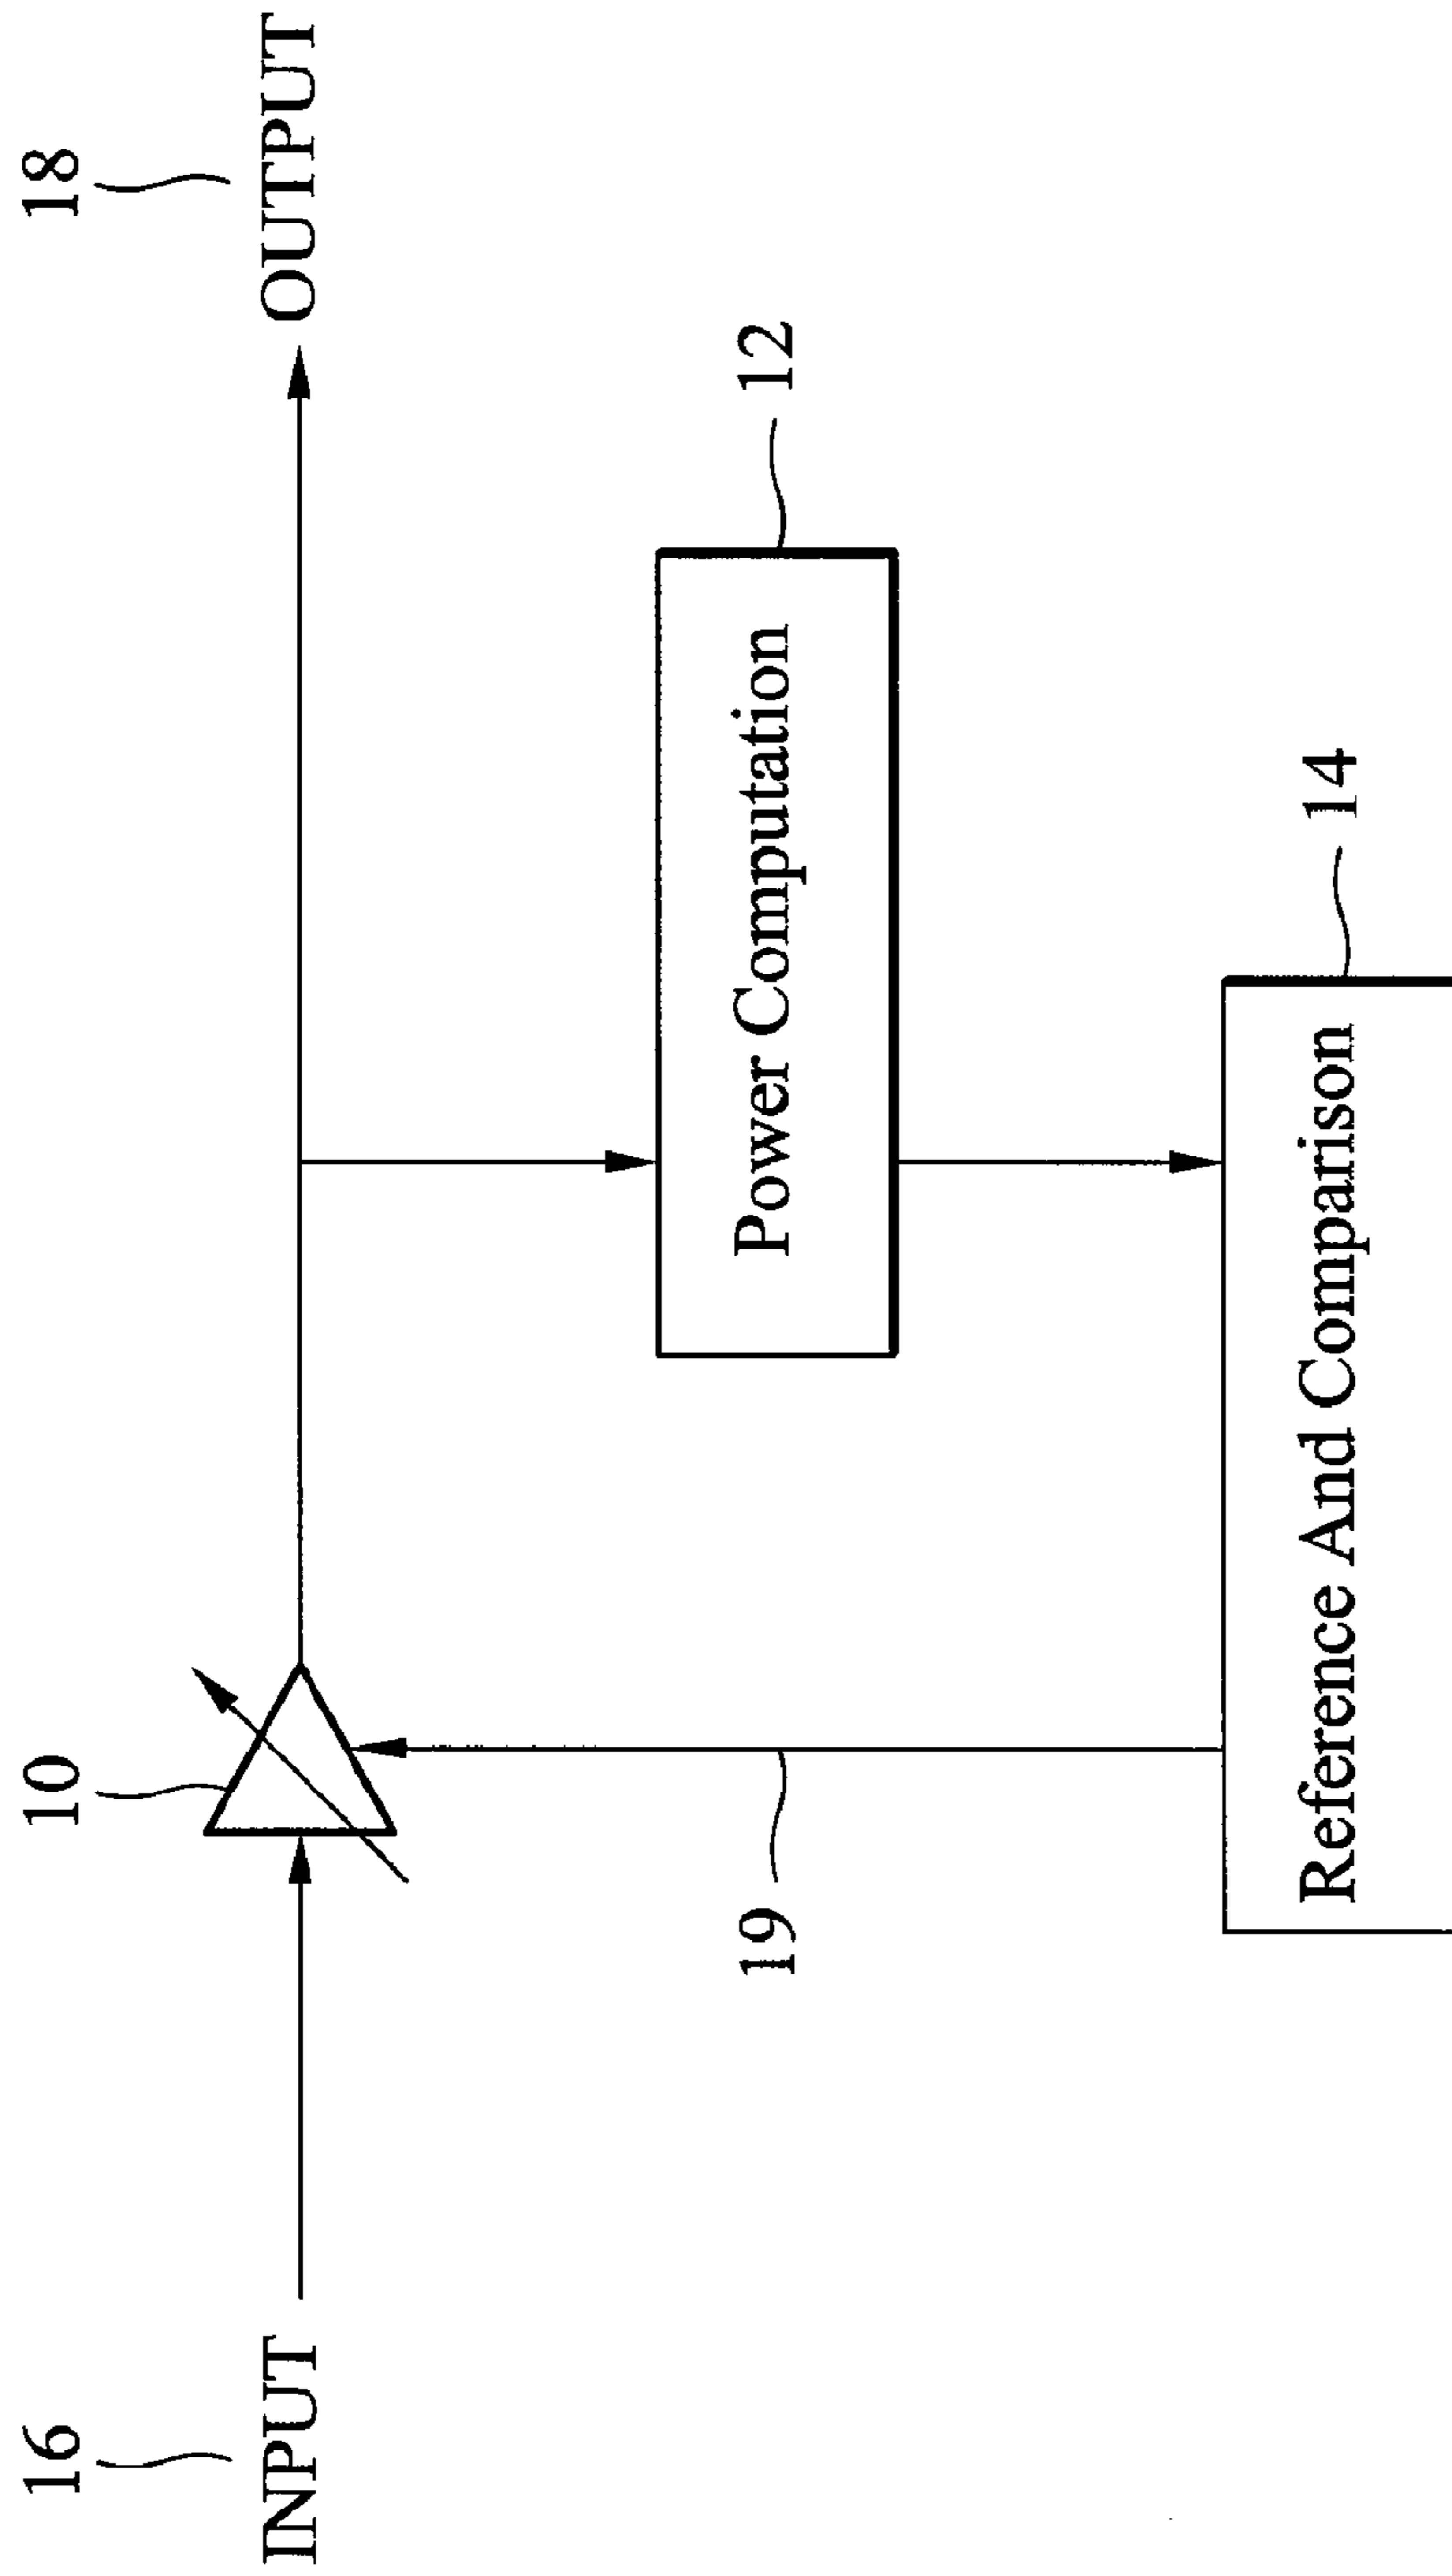 16
10
18
INPUT
OUTPUT
19
12
Power Computation
14
Reference And Comparison